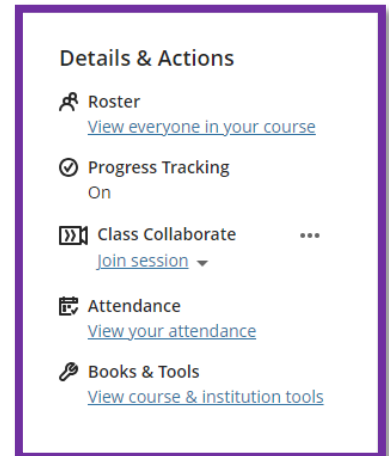 Details & Actions
Roster
View everyone in your course
Progress Tracking
On
Class Collaborate
Join session
Attendance
View your attendance
Books & Tools
View course & institution tools